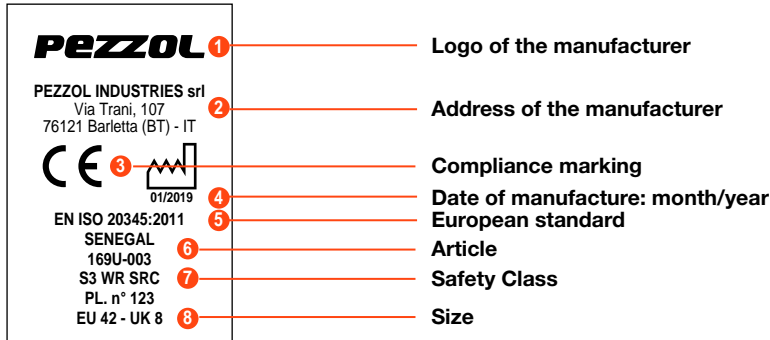 PEZZOL 1 Logo of the manufacturer
PEZZOL INDUSTRIES srl
Via Trani, 107 2 Address of the manufacturer
76121 Barletta (BT) - IT
CE 3 Compliance marking
01/2019 4 Date of manufacture: month/year
EN ISO 20345:2011 5 European standard
SENEGAL 6 Article
169U-003
S3 WR SRC 7 Safety Class
PL. n° 123
EU 42 - UK 8 8 Size